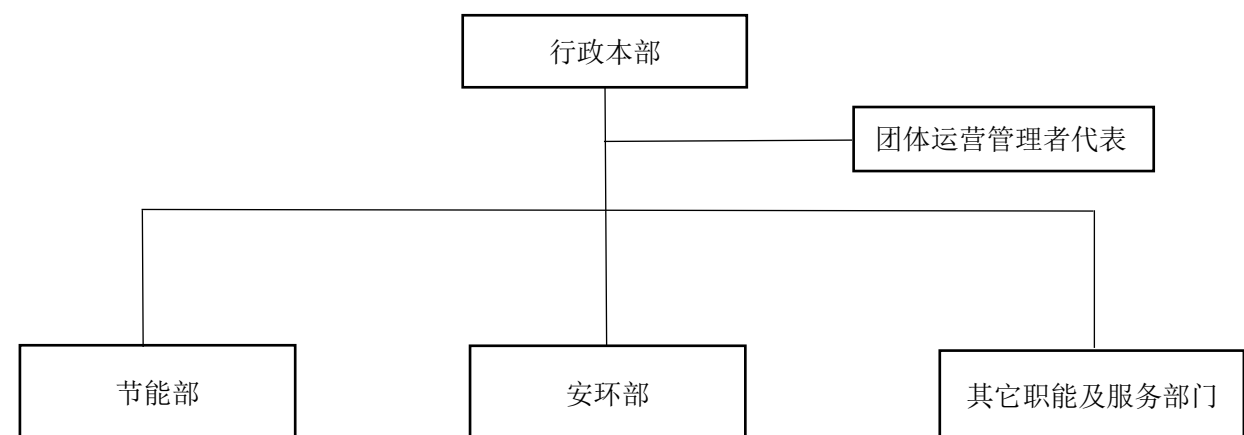 行政本部
团体运营管理者代表
节能部
安环部
其它职能及服务部门